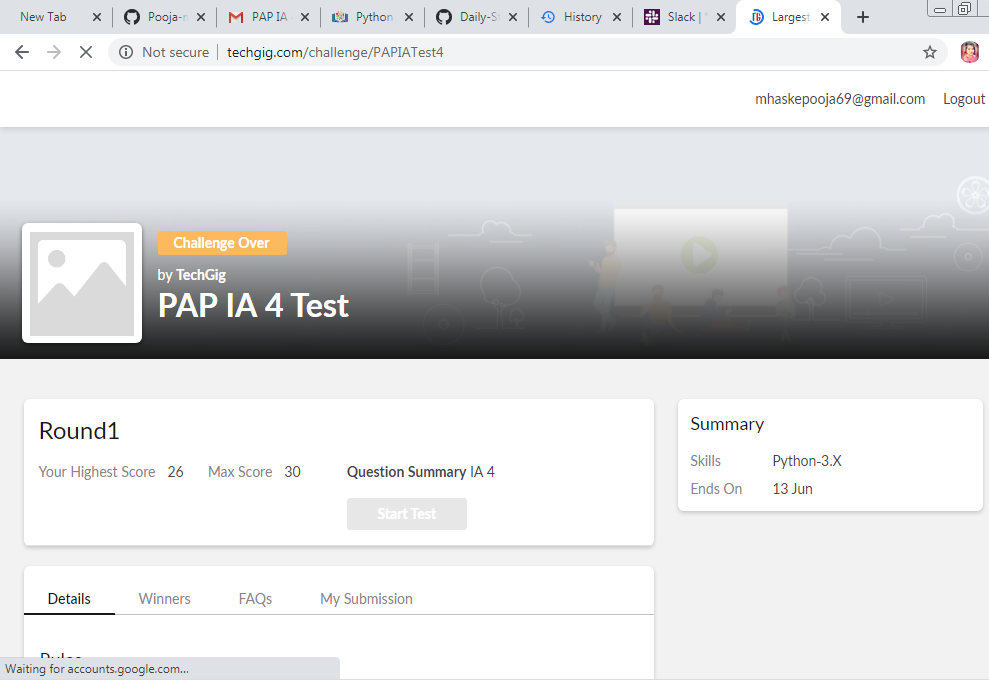 New Tab
Pooja-m
PAP IA
Python
Daily-S
History
Slack |
Largest
Not secure
techgig.com/challenge/PAPIATest4
mhaskepooja69@gmail.com
Logout
Challenge Over
by TechGig
PAP IA 4 Test
Round1
Your Highest Score 26 Max Score 30 Question Summary IA 4
Start Test
Summary
Skills Python-3.X
Ends On 13 Jun
Details Winners FAQs My Submission
Rules
Waiting for accounts.google.com...